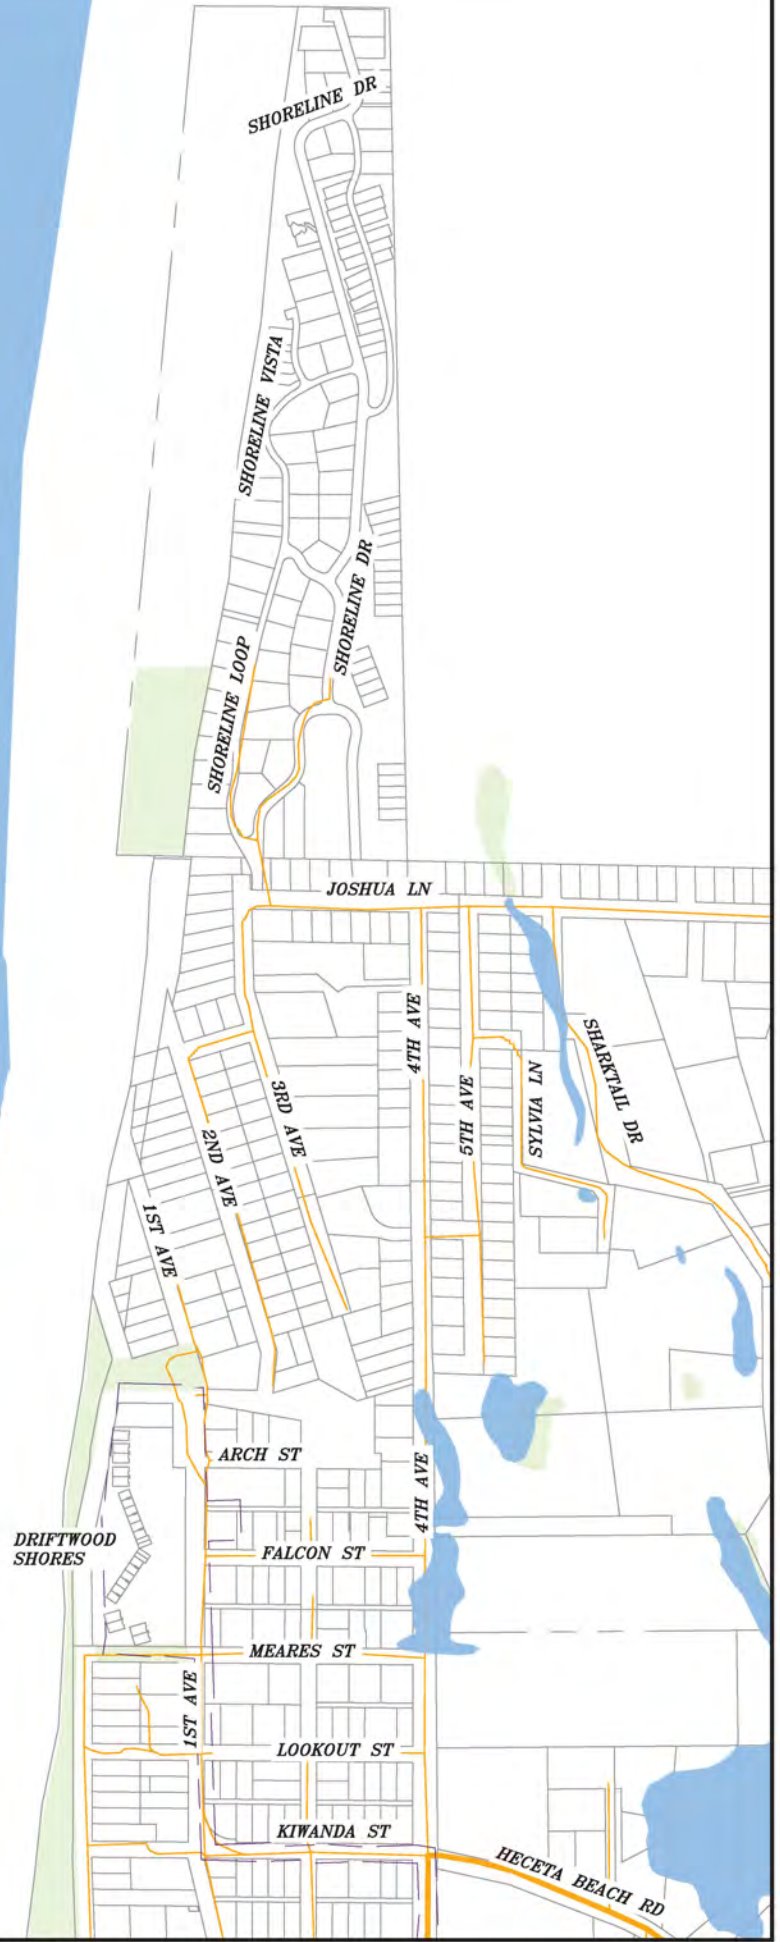 SHORELINE DR
SHORELINE VISTA
SHORELINE DR
SHORELINE LOOP
JOSHUA LN
4TH AVE
SHARKTAIL DR
SYLVIA LN
5TH AVE
3RD AVE
2ND AVE
1ST AVE
ARCH ST
4TH AVE
DRIFTWOOD
SHORES
FALCON ST
MEARES ST
1ST AVE
LOOKOUT ST
KIWANDA ST
HECETA BEACH RD